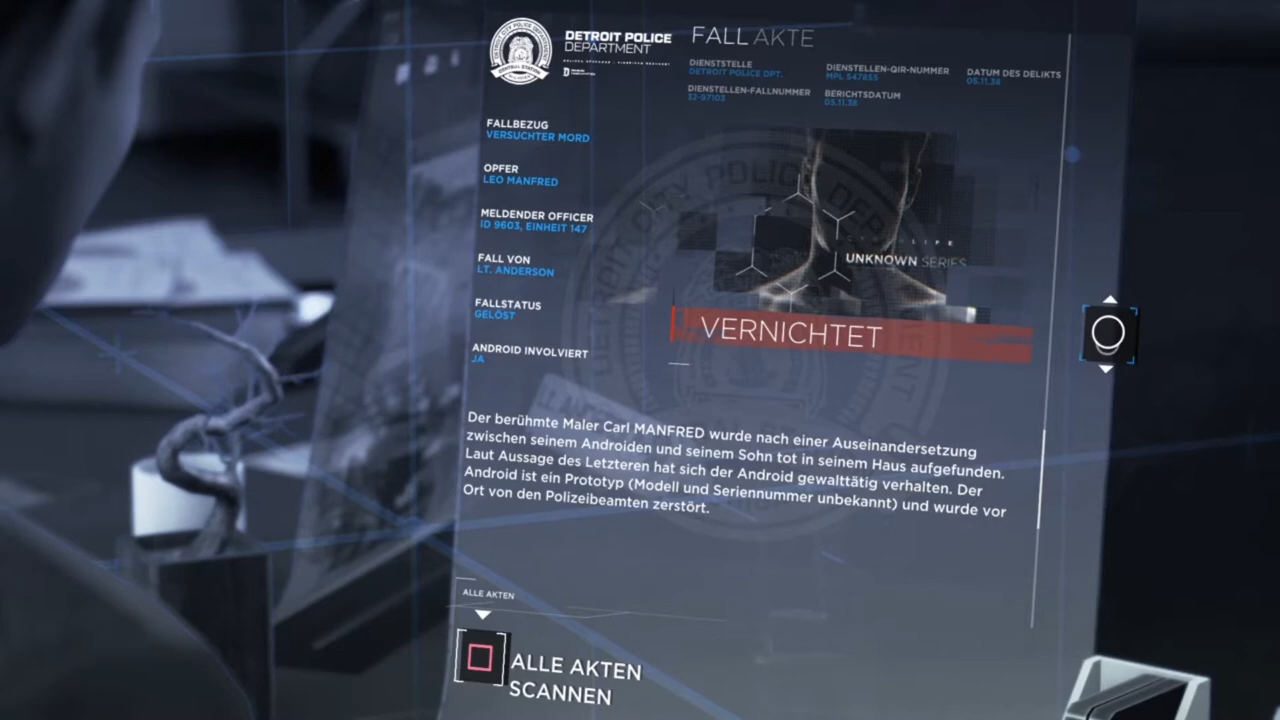 DETROIT POLICE
DEPARTMENT
FALLAKTE
DIENSTSTELLE
DETROIT POLICE DPT.
DIENSTELLEN-QIR-NUMMER
MPL 547855
DATUM DES DELIKTS
05.11.38
DIENSTELLEN-FALLNUMMER
32-97103
BERICHTSDATUM
05.11.38
FALLBEZUG
VERSUCHTER MORD
OPFER
LEO MANFRED
MELDENDER OFFICER
ID 9603, EINHEIT 147
FALL VON
LT. ANDERSON
FALLSTATUS
GELÖST
ANDROID INVOLVIERT
JA
UNKNOWN SERIES
VERNICHTET
Der berühmte Maler Carl MANFRED wurde nach einer Auseinandersetzung
zwischen seinem Androiden und seinem Sohn tot in seinem Haus aufgefunden.
Laut Aussage des Letzteren hat sich der Android gewalttätig verhalten. Der
Android ist ein Prototyp (Modell und Seriennummer unbekannt) und wurde vor
Ort von den Polizeibeamten zerstört.
ALLE AKTEN
ALLE AKTEN
SCANNEN